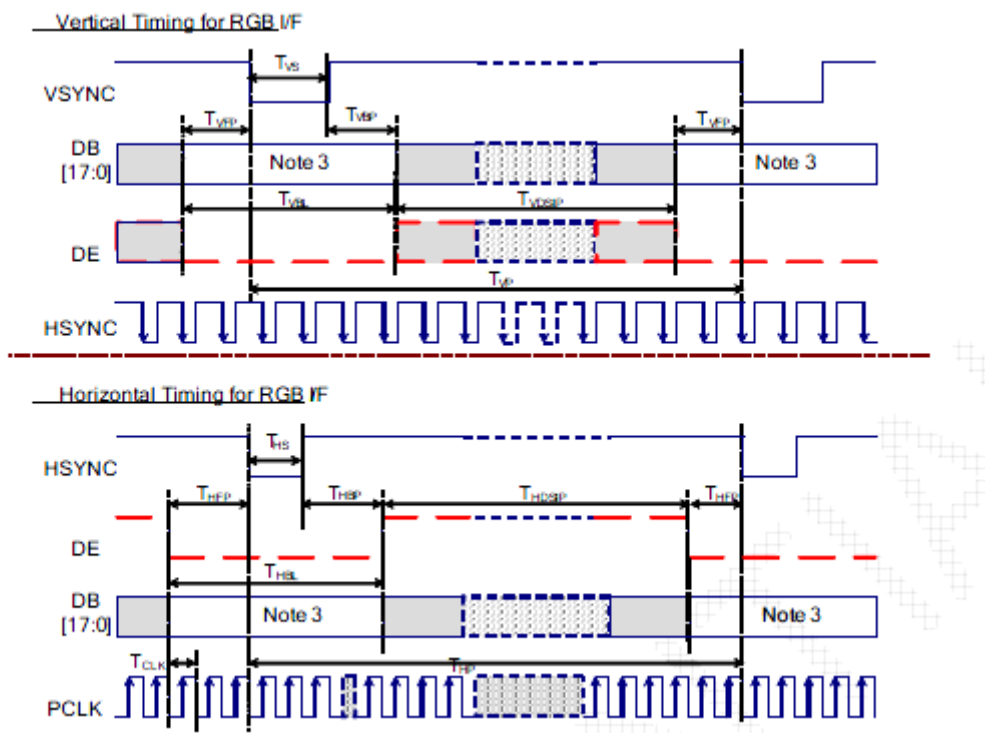 Vertical Timing for RGB I/F
TVS
VSYNC
TVFP
TVBP
TVFP
DB
[17:0]
Note 3
Note 3
TVBL
TVDSIP
DE
TVP
HSYNC
Horizontal Timing for RGB I/F
THS
HSYNC
THFP
THBP
THDSIP
THFP
DE
THBL
DB
[17:0]
Note 3
Note 3
TCLK
THP
PCLK